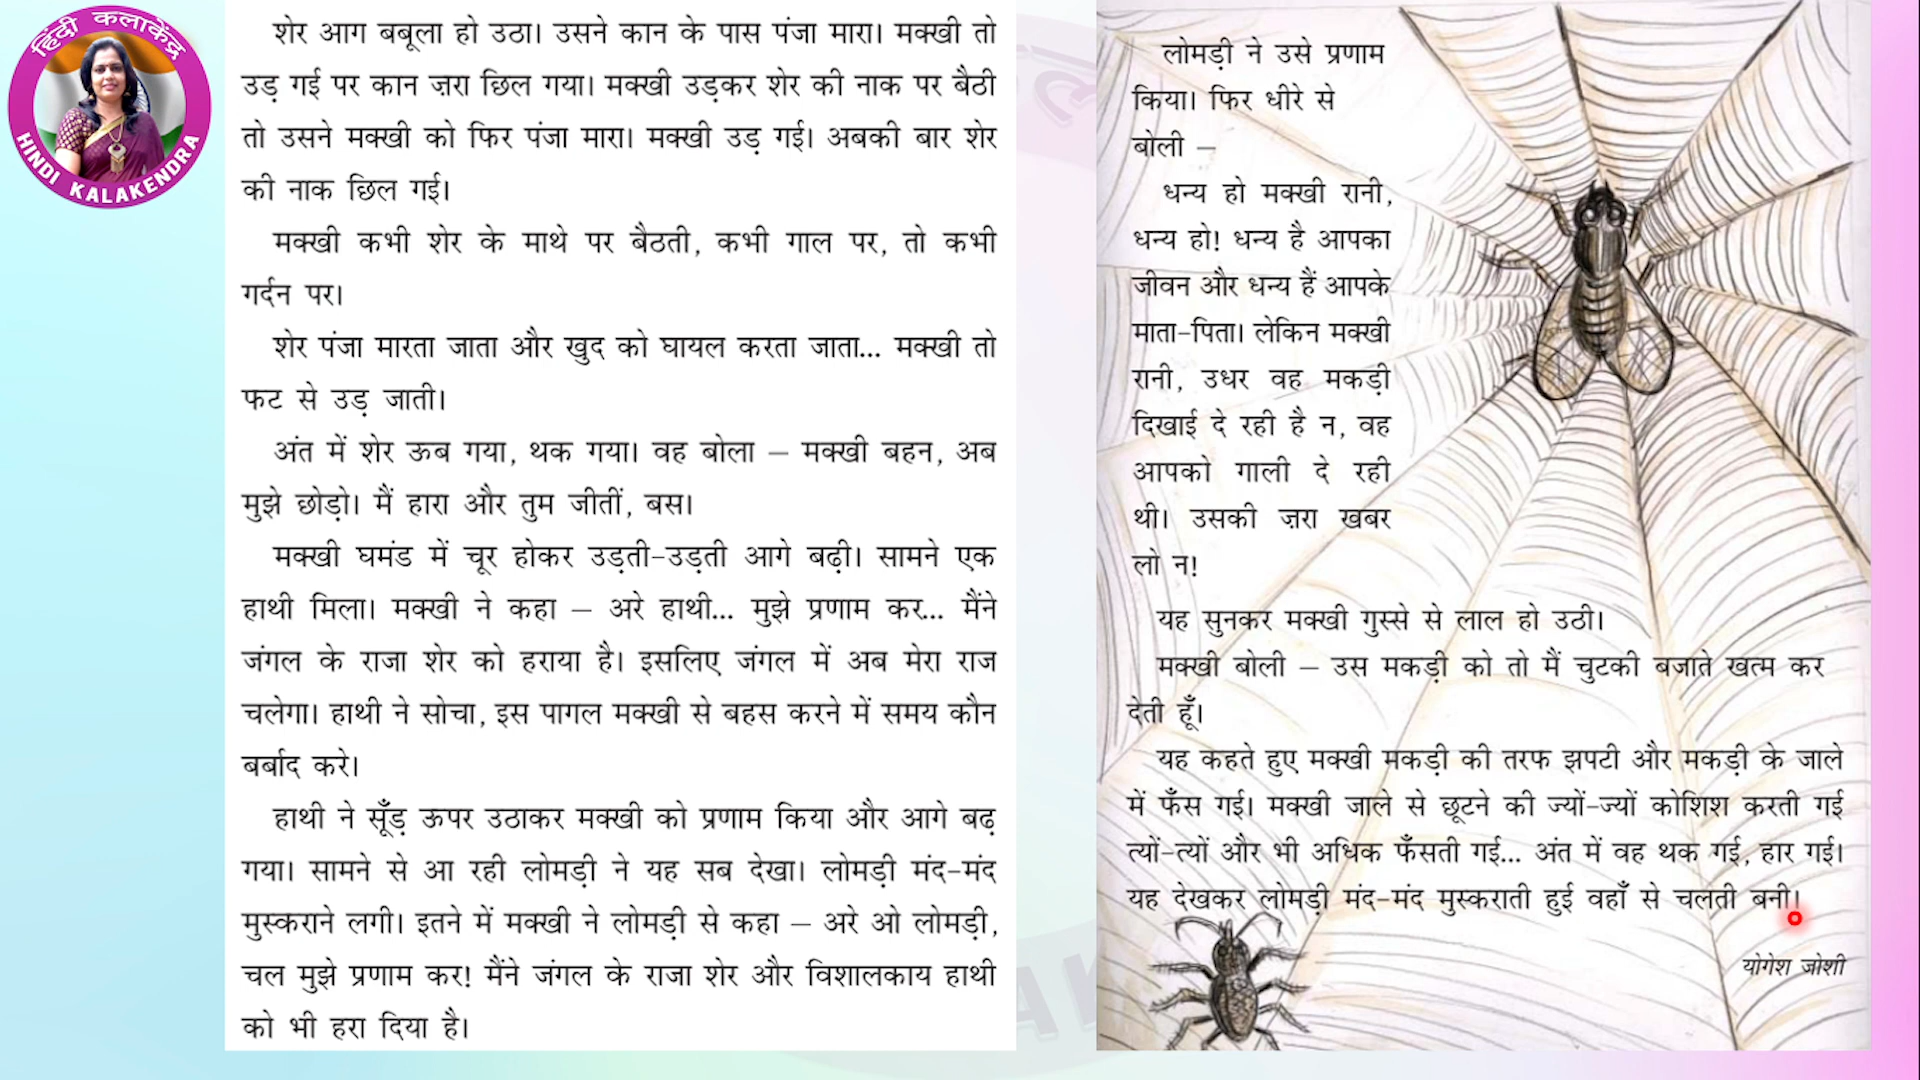 हिंदी कलाकेंद्र
HINDI KALAKENDRA
शेर आग बबूला हो उठा। उसने कान के पास पंजा मारा। मक्खी तो
उड़ गई पर कान ज़रा छिल गया। मक्खी उड़कर शेर की नाक पर बैठी
तो उसने मक्खी को फिर पंजा मारा। मक्खी उड़ गई। अबकी बार शेर
की नाक छिल गई।
मक्खी कभी शेर के माथे पर बैठती, कभी गाल पर, तो कभी
गर्दन पर।
शेर पंजा मारता जाता और खुद को घायल करता जाता... मक्खी तो
फट से उड़ जाती।
अंत में शेर ऊब गया, थक गया। वह बोला – मक्खी बहन, अब
मुझे छोड़ो। मैं हारा और तुम जीतीं, बस।
मक्खी घमंड में चूर होकर उड़ती-उड़ती आगे बढ़ी। सामने एक
हाथी मिला। मक्खी ने कहा – अरे हाथी... मुझे प्रणाम कर... मैंने
जंगल के राजा शेर को हराया है। इसलिए जंगल में अब मेरा राज
चलेगा। हाथी ने सोचा, इस पागल मक्खी से बहस करने में समय कौन
बर्बाद करे।
हाथी ने सूँड़ ऊपर उठाकर मक्खी को प्रणाम किया और आगे बढ़
गया। सामने से आ रही लोमड़ी ने यह सब देखा। लोमड़ी मंद-मंद
मुस्कराने लगी। इतने में मक्खी ने लोमड़ी से कहा – अरे ओ लोमड़ी,
चल मुझे प्रणाम कर! मैंने जंगल के राजा शेर और विशालकाय हाथी
को भी हरा दिया है।
लोमड़ी ने उसे प्रणाम
किया। फिर धीरे से
बोली –
धन्य हो मक्खी रानी,
धन्य हो! धन्य है आपका
जीवन और धन्य हैं आपके
माता-पिता। लेकिन मक्खी
रानी, उधर वह मकड़ी
दिखाई दे रही है न, वह
आपको गाली दे रही
थी। उसकी ज़रा खबर
लो न!
यह सुनकर मक्खी गुस्से से लाल हो उठी।
मक्खी बोली – उस मकड़ी को तो मैं चुटकी बजाते खत्म कर
देती हूँ।
यह कहते हुए मक्खी मकड़ी की तरफ झपटी और मकड़ी के जाले
में फँस गई। मक्खी जाले से छूटने की ज्यों-ज्यों कोशिश करती गई
त्यों-त्यों और भी अधिक फँसती गई... अंत में वह थक गई, हार गई।
यह देखकर लोमड़ी मंद-मंद मुस्कराती हुई वहाँ से चलती बनी।
योगेश जोशी